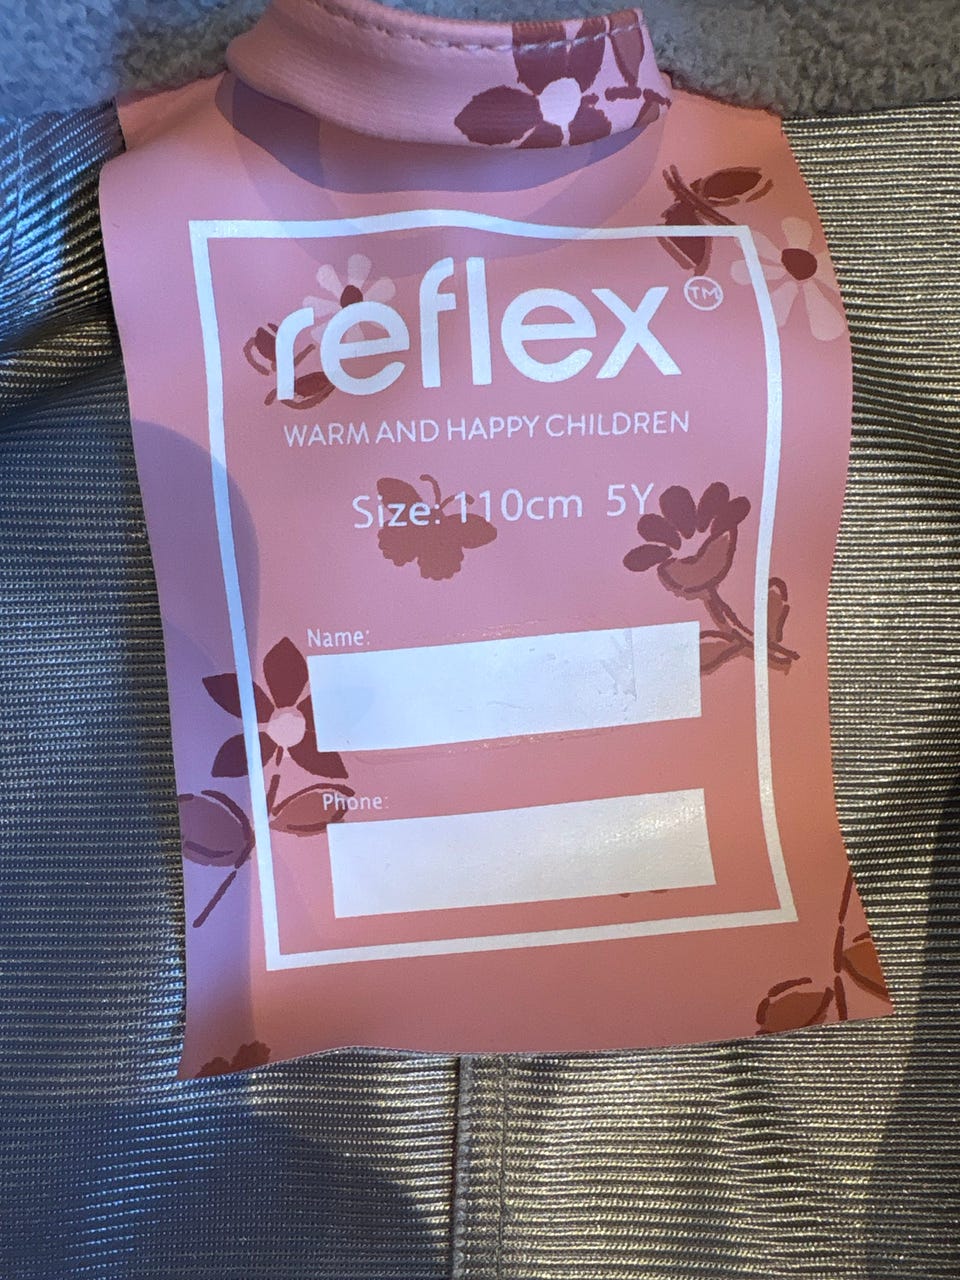 reflex™
WARM AND HAPPY CHILDREN
Size: 110cm 5Y
Name:
Phone: